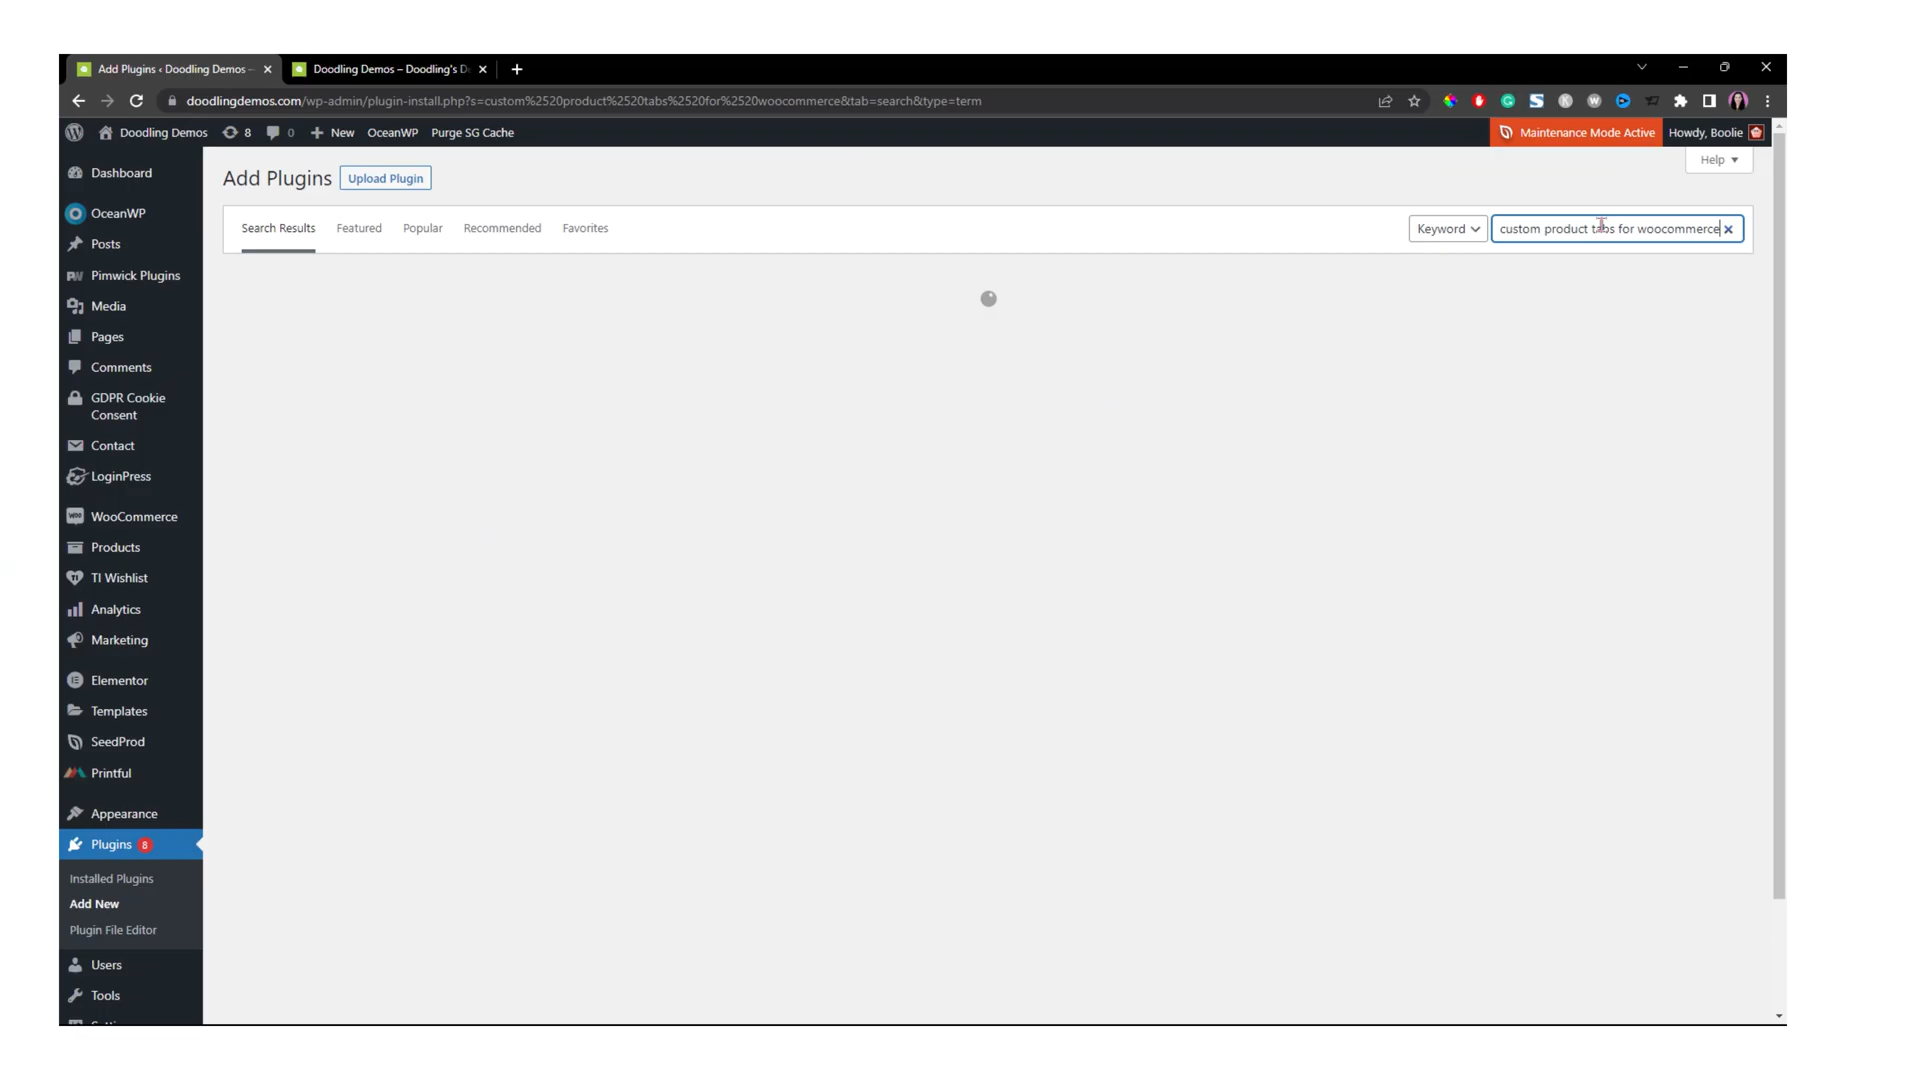 Add Plugins ‹ Doodling Demos –
Doodling Demos – Doodling's D
doodlingdemos.com/wp-admin/plugin-install.php?s=custom%2520product%2520tabs%2520for%2520woocommerce&tab=search&type=term
Doodling Demos 8 0 New OceanWP Purge SG Cache Maintenance Mode Active Howdy, Boolie
Help
Add Plugins Upload Plugin
Search Results Featured Popular Recommended Favorites Keyword custom product tabs for woocommerce
Dashboard
OceanWP
Posts
Pimwick Plugins
Media
Pages
Comments
GDPR Cookie
Consent
Contact
LoginPress
WooCommerce
Products
TI Wishlist
Analytics
Marketing
Elementor
Templates
SeedProd
Printful
Appearance
Plugins 8
Installed Plugins
Add New
Plugin File Editor
Users
Tools